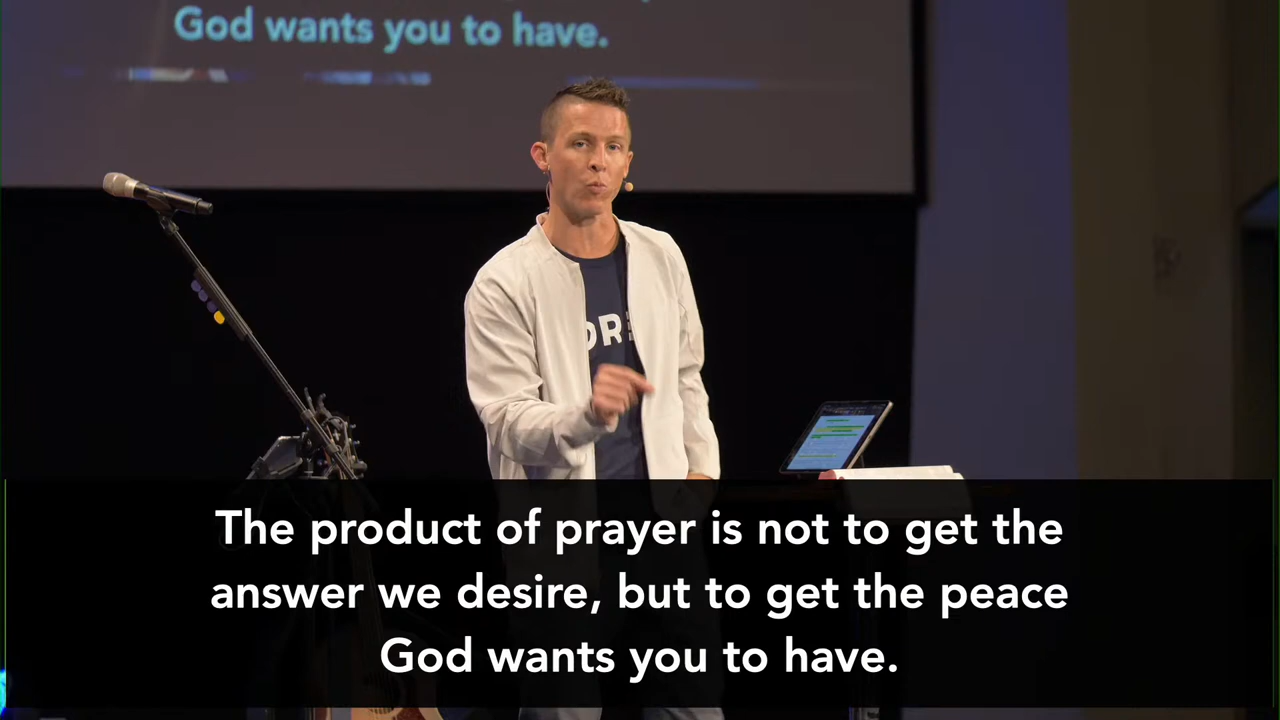 God wants you to have.
The product of prayer is not to get the
answer we desire, but to get the peace
God wants you to have.